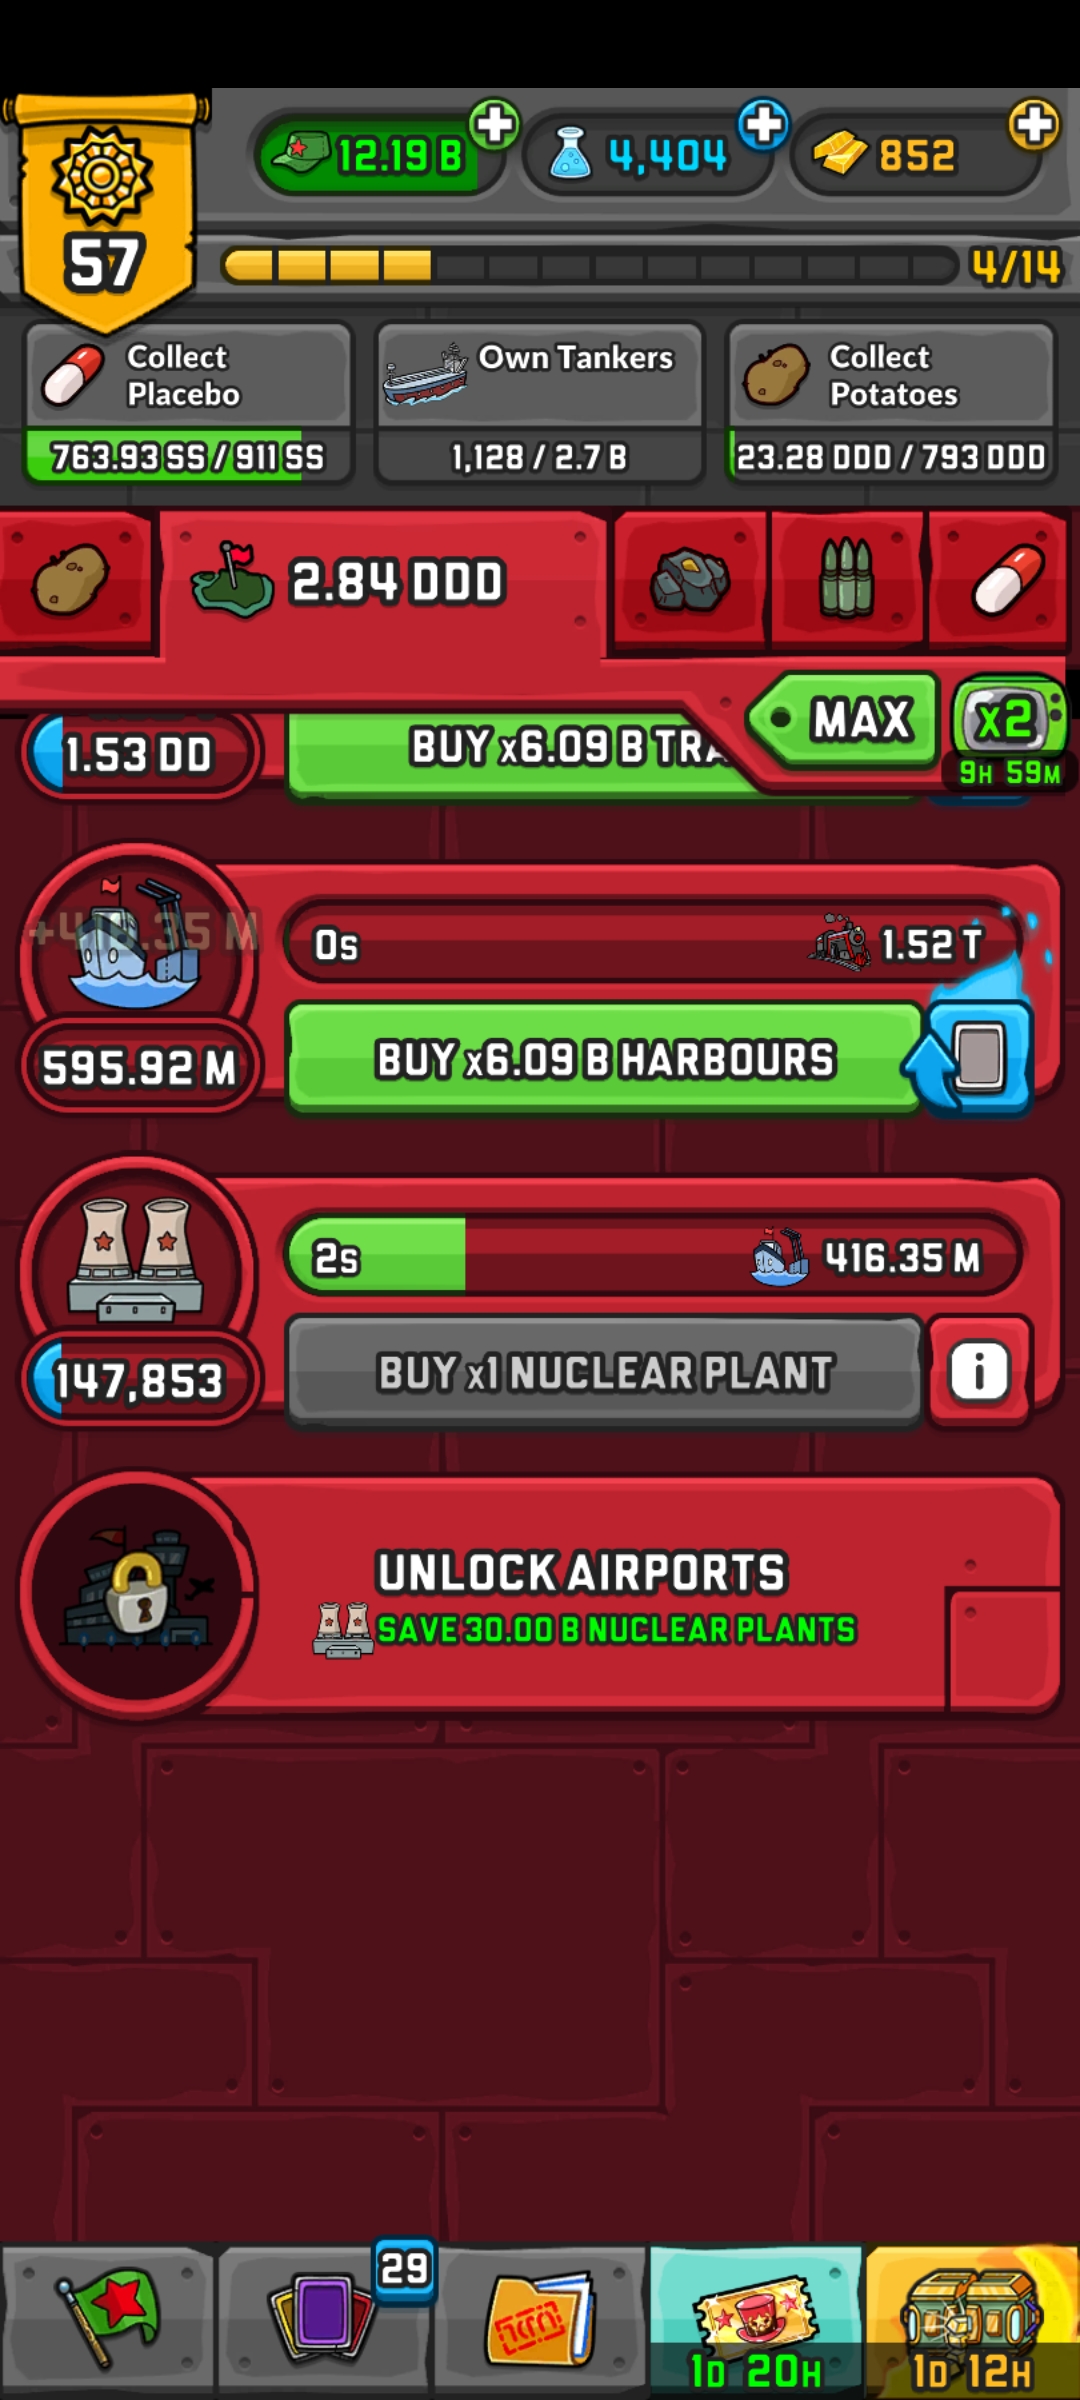 12.19 B
4,404
852
57
4/14
Collect
Placebo
763.93 SS / 911 SS
Own Tankers
1,128 / 2.7 B
Collect
Potatoes
23.28 DDD / 793 DDD
2.84 DDD
MAX
x2
9H 59M
1.53 DD
BUY x6.09 B TRA
+416.35 M
0s
1.52 T
595.92 M
BUY x6.09 B HARBOURS
2s
416.35 M
147,853
BUY x1 NUCLEAR PLANT
i
UNLOCK AIRPORTS
SAVE 30.00 B NUCLEAR PLANTS
29
1D 20H
1D 12H